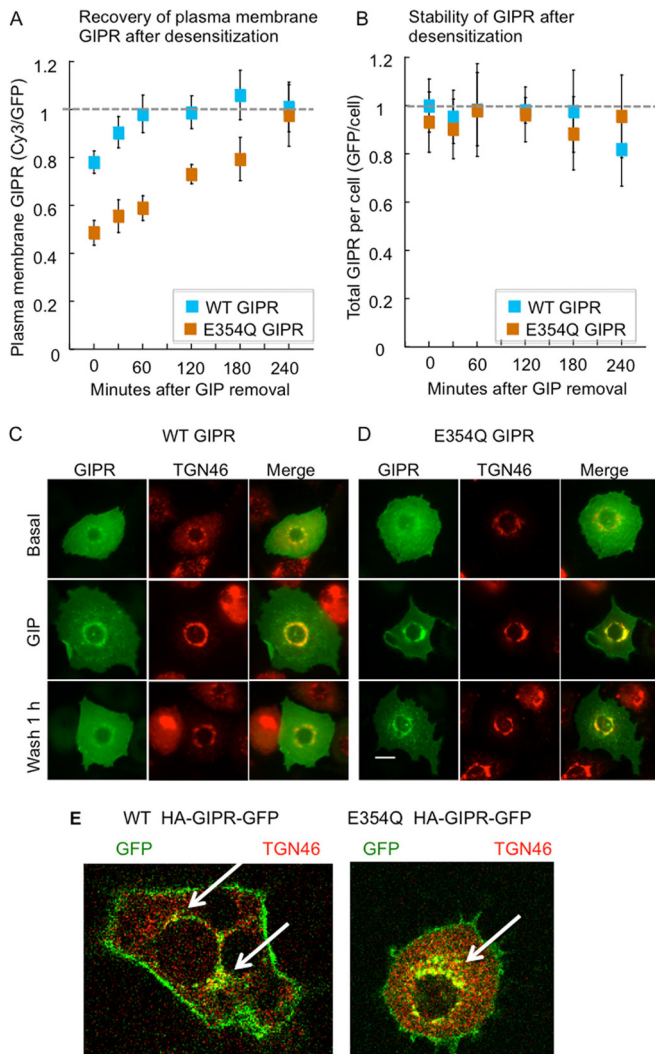 A
Recovery of plasma membrane
GIPR after desensitization
Plasma membrane GIPR (Cy3/GFP)
1.2
1
0.8
0.6
0.4
0.2
0
WT GIPR
E354Q GIPR
0
60
120
180
240
Minutes after GIP removal
B
Stability of GIPR after
desensitization
Total GIPR per cell (GFP/cell)
1.2
1
0.8
0.6
0.4
0.2
0
WT GIPR
E354Q GIPR
0
60
120
180
240
Minutes after GIP removal
C
WT GIPR
GIPR
TGN46
Merge
Basal
GIP
Wash 1 h
D
E354Q GIPR
GIPR
TGN46
Merge
E
WT HA-GIPR-GFP
GFP
TGN46
E354Q HA-GIPR-GFP
GFP
TGN46